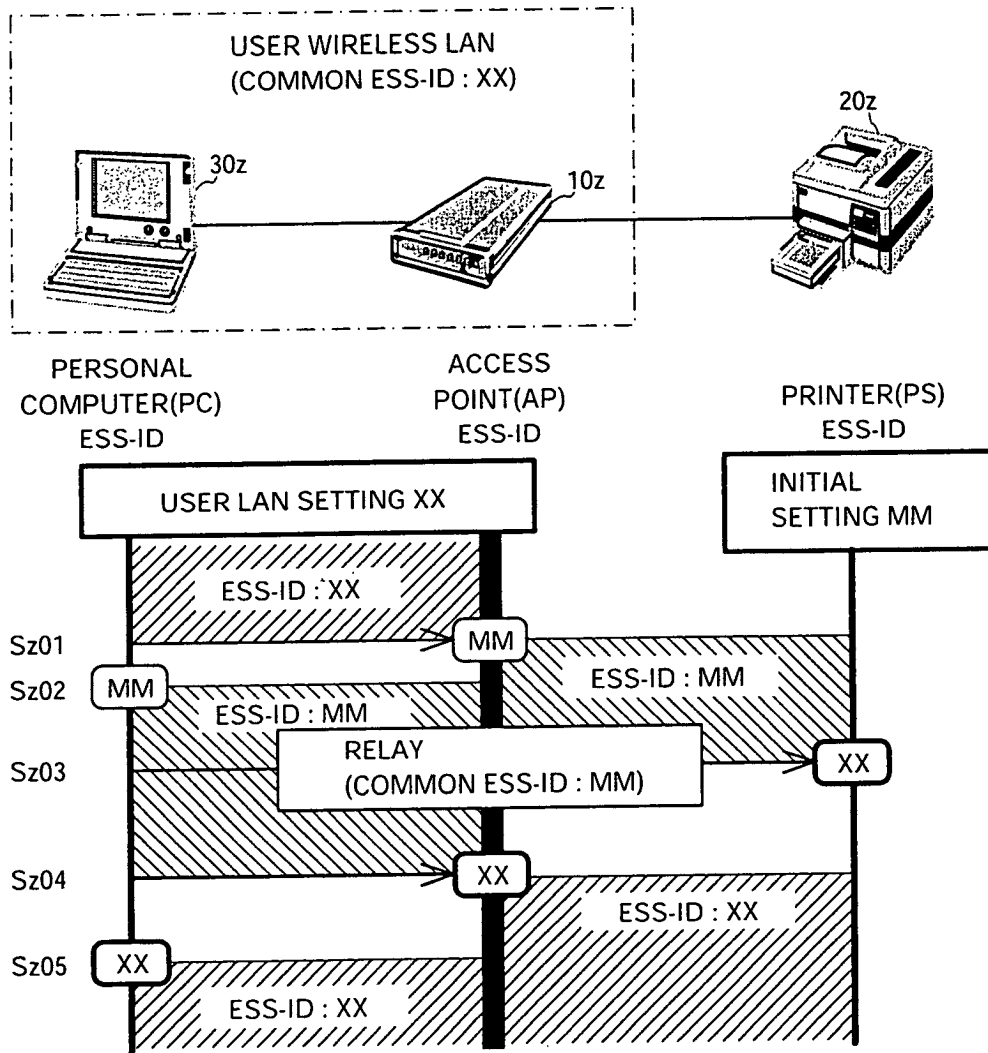 USER WIRELESS LAN
(COMMON ESS-ID : XX)
30z
10z
20z
PERSONAL
COMPUTER(PC)
ESS-ID
ACCESS
POINT(AP)
ESS-ID
PRINTER(PS)
ESS-ID
USER LAN SETTING XX
INITIAL
SETTING MM
ESS-ID : XX
Sz01
MM
Sz02
MM
ESS-ID : MM
ESS-ID : MM
Sz03
RELAY
(COMMON ESS-ID : MM)
XX
Sz04
XX
ESS-ID : XX
Sz05
XX
ESS-ID : XX